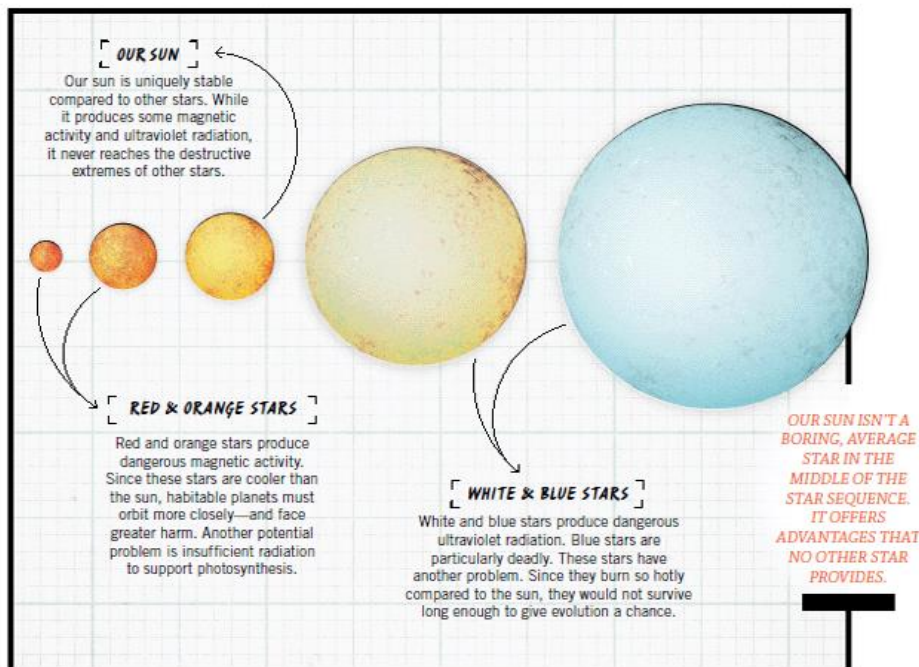 OUR SUN
Our sun is uniquely stable
compared to other stars. While
it produces some magnetic
activity and ultraviolet radiation,
it never reaches the destructive
extremes of other stars.
RED & ORANGE STARS
Red and orange stars produce
dangerous magnetic activity.
Since these stars are cooler than
the sun, habitable planets must
orbit more closely—and face
greater harm. Another potential
problem is insufficient radiation
to support photosynthesis.
WHITE & BLUE STARS
White and blue stars produce dangerous
ultraviolet radiation. Blue stars are
particularly deadly. These stars have
another problem. Since they burn so hotly
compared to the sun, they would not survive
long enough to give evolution a chance.
OUR SUN ISN'T A
BORING, AVERAGE
STAR IN THE
MIDDLE OF THE
STAR SEQUENCE.
IT OFFERS
ADVANTAGES THAT
NO OTHER STAR
PROVIDES.